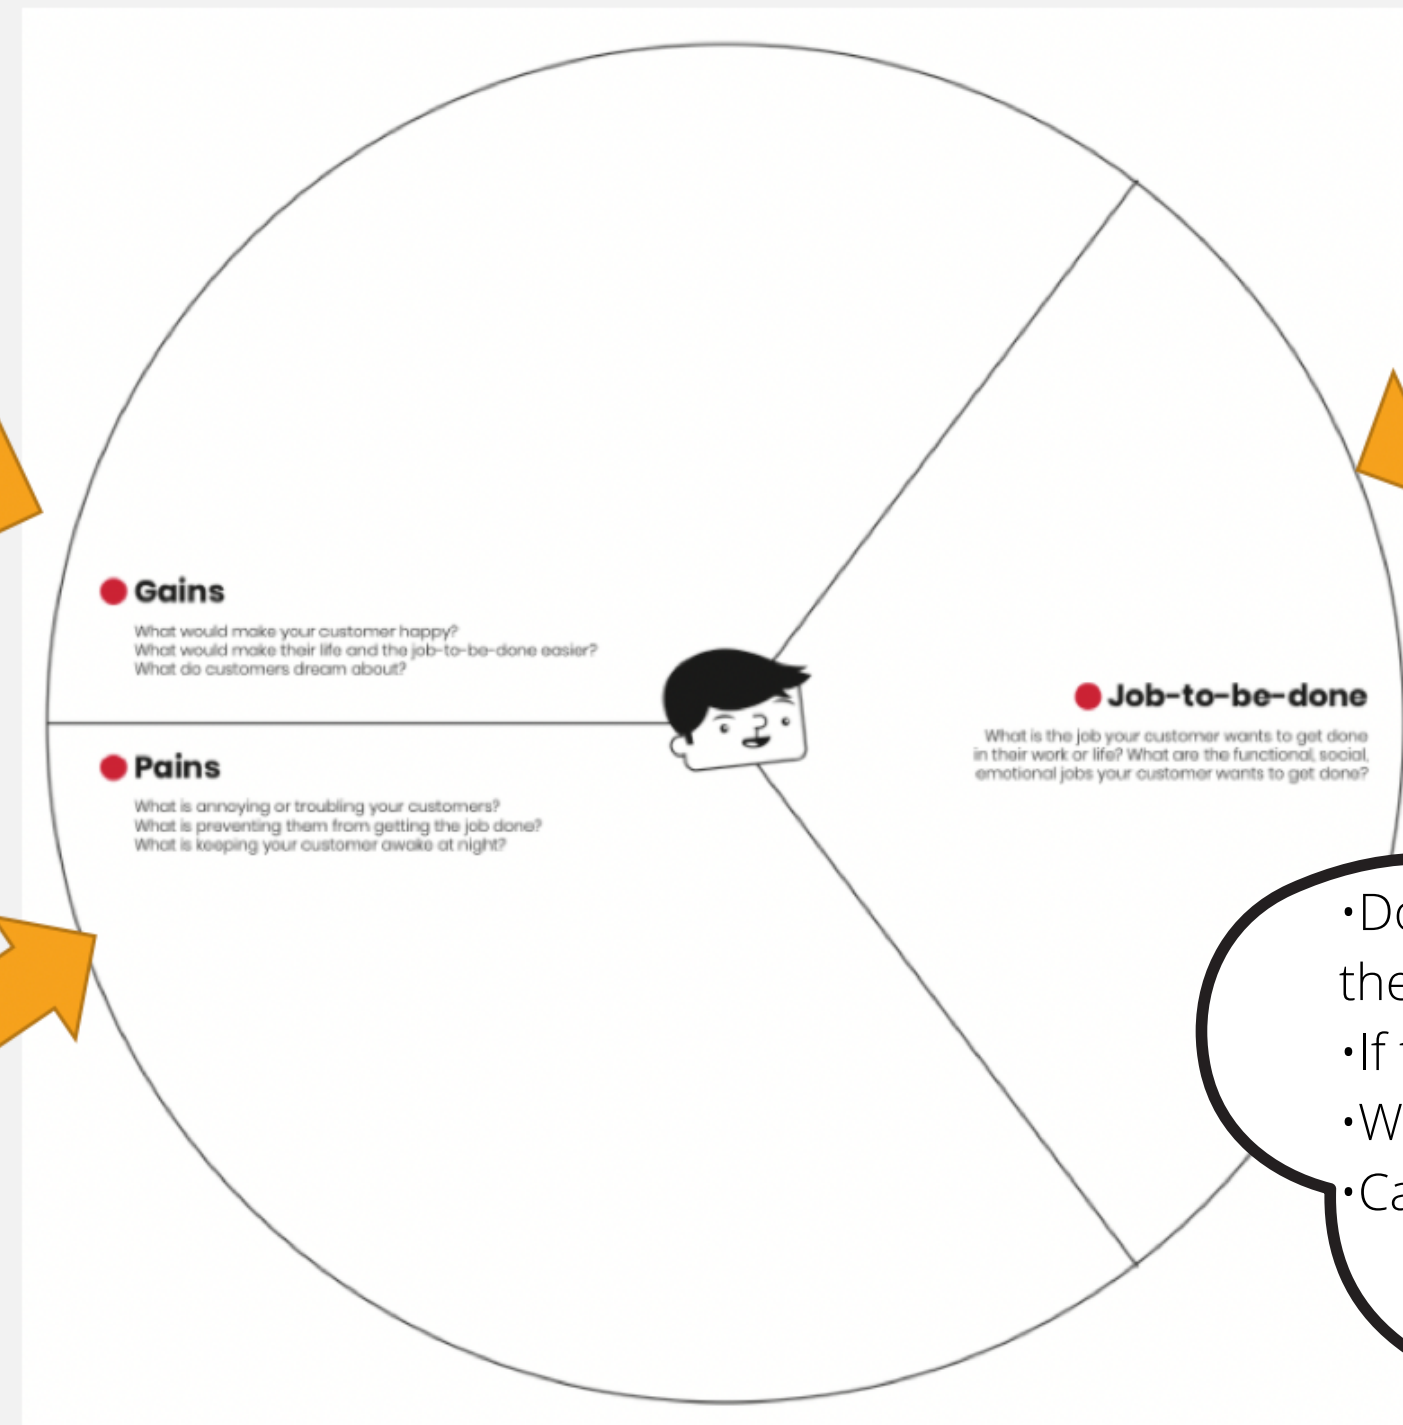 Gains
What would make your customer happy?
What would make their life and the job-to-be-done easier?
What do customers dream about?
Pains
What is annoying or troubling your customers?
What is preventing them from getting the job done?
What is keeping your customer awake at night?
Job-to-be-done
What is the job your customer wants to get done
in their work or life? What are the functional, social,
emotional jobs your customer wants to get done?
•If